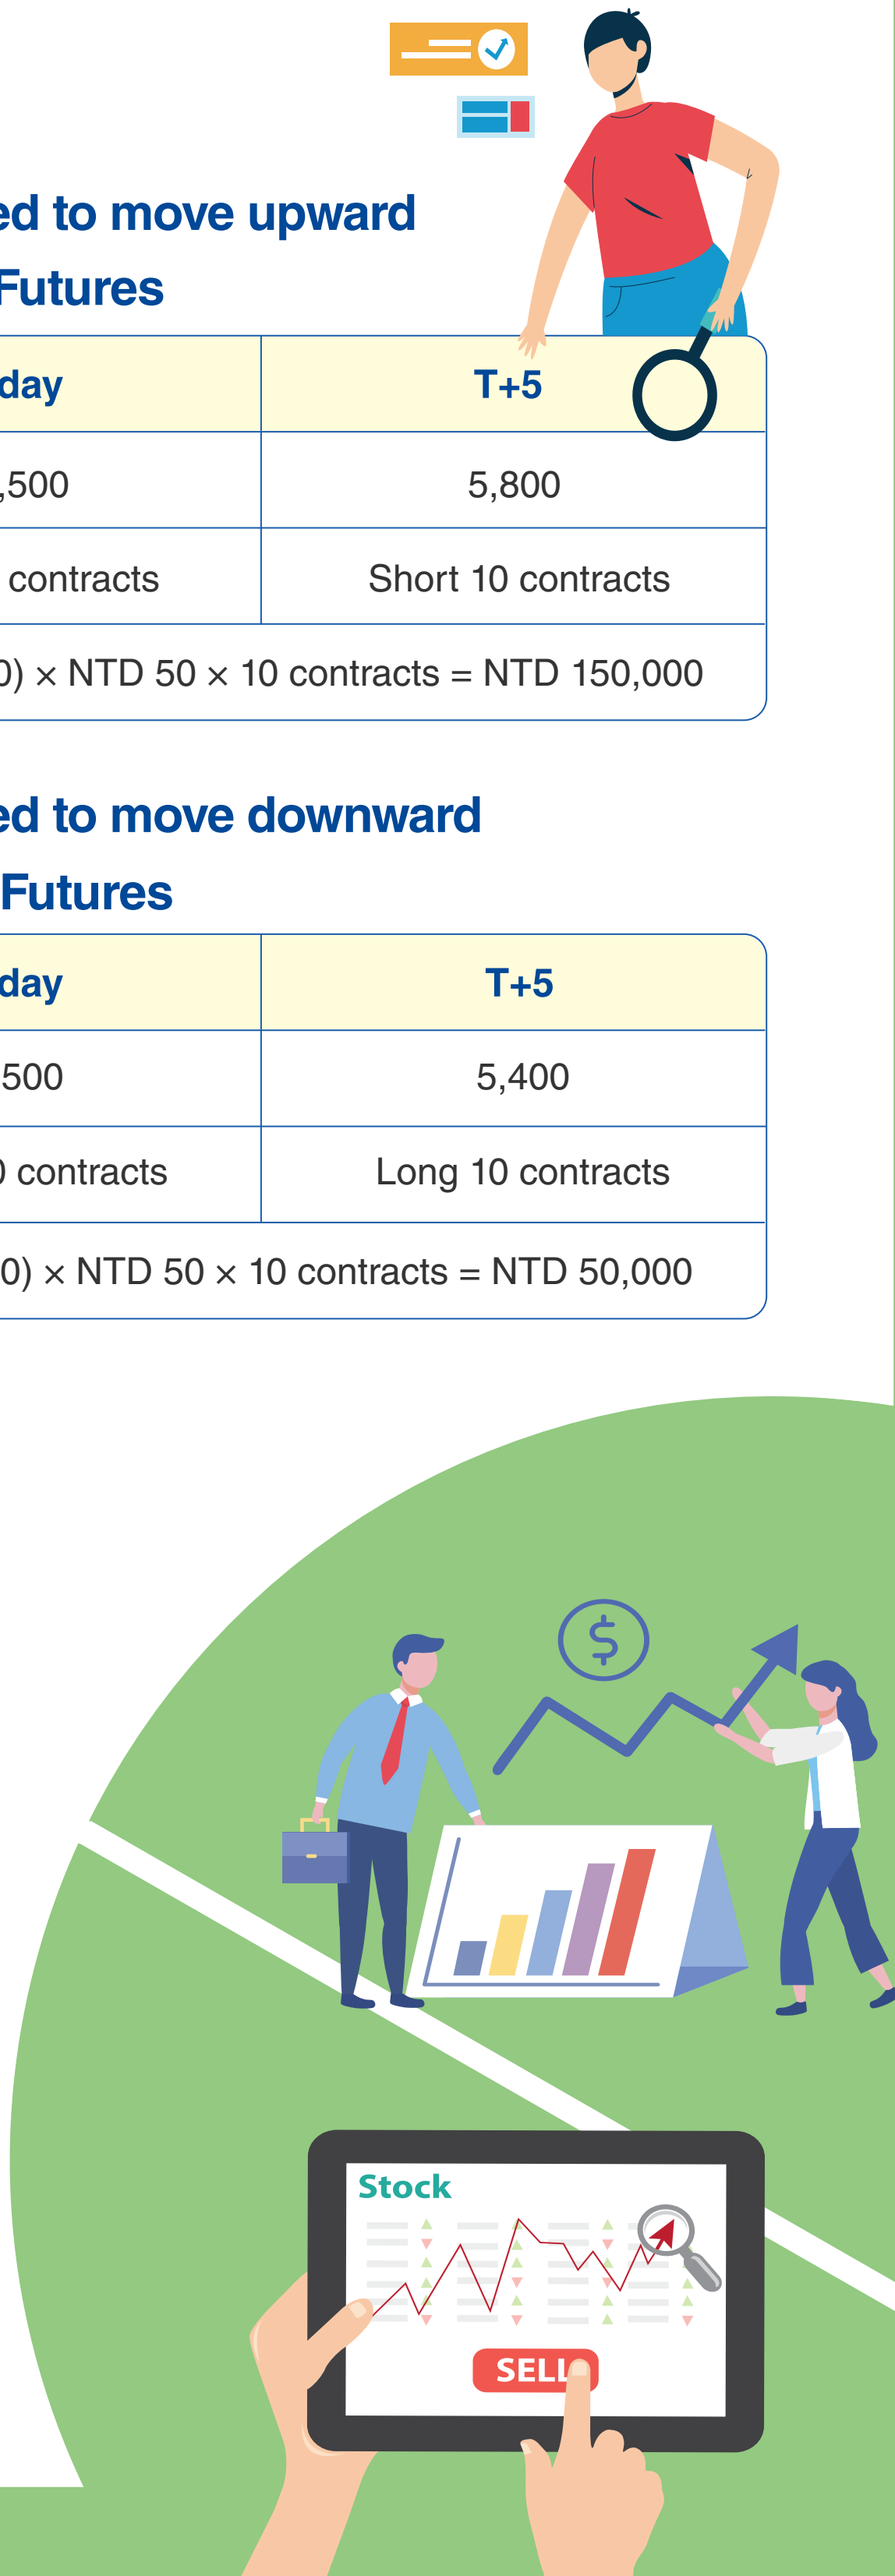 ed to move upward
Futures
day T+5
,500 5,800
contracts Short 10 contracts
0) × NTD 50 × 10 contracts = NTD 150,000
ed to move downward
Futures
day T+5
500 5,400
0 contracts Long 10 contracts
0) × NTD 50 × 10 contracts = NTD 50,000
$
Stock
SELL